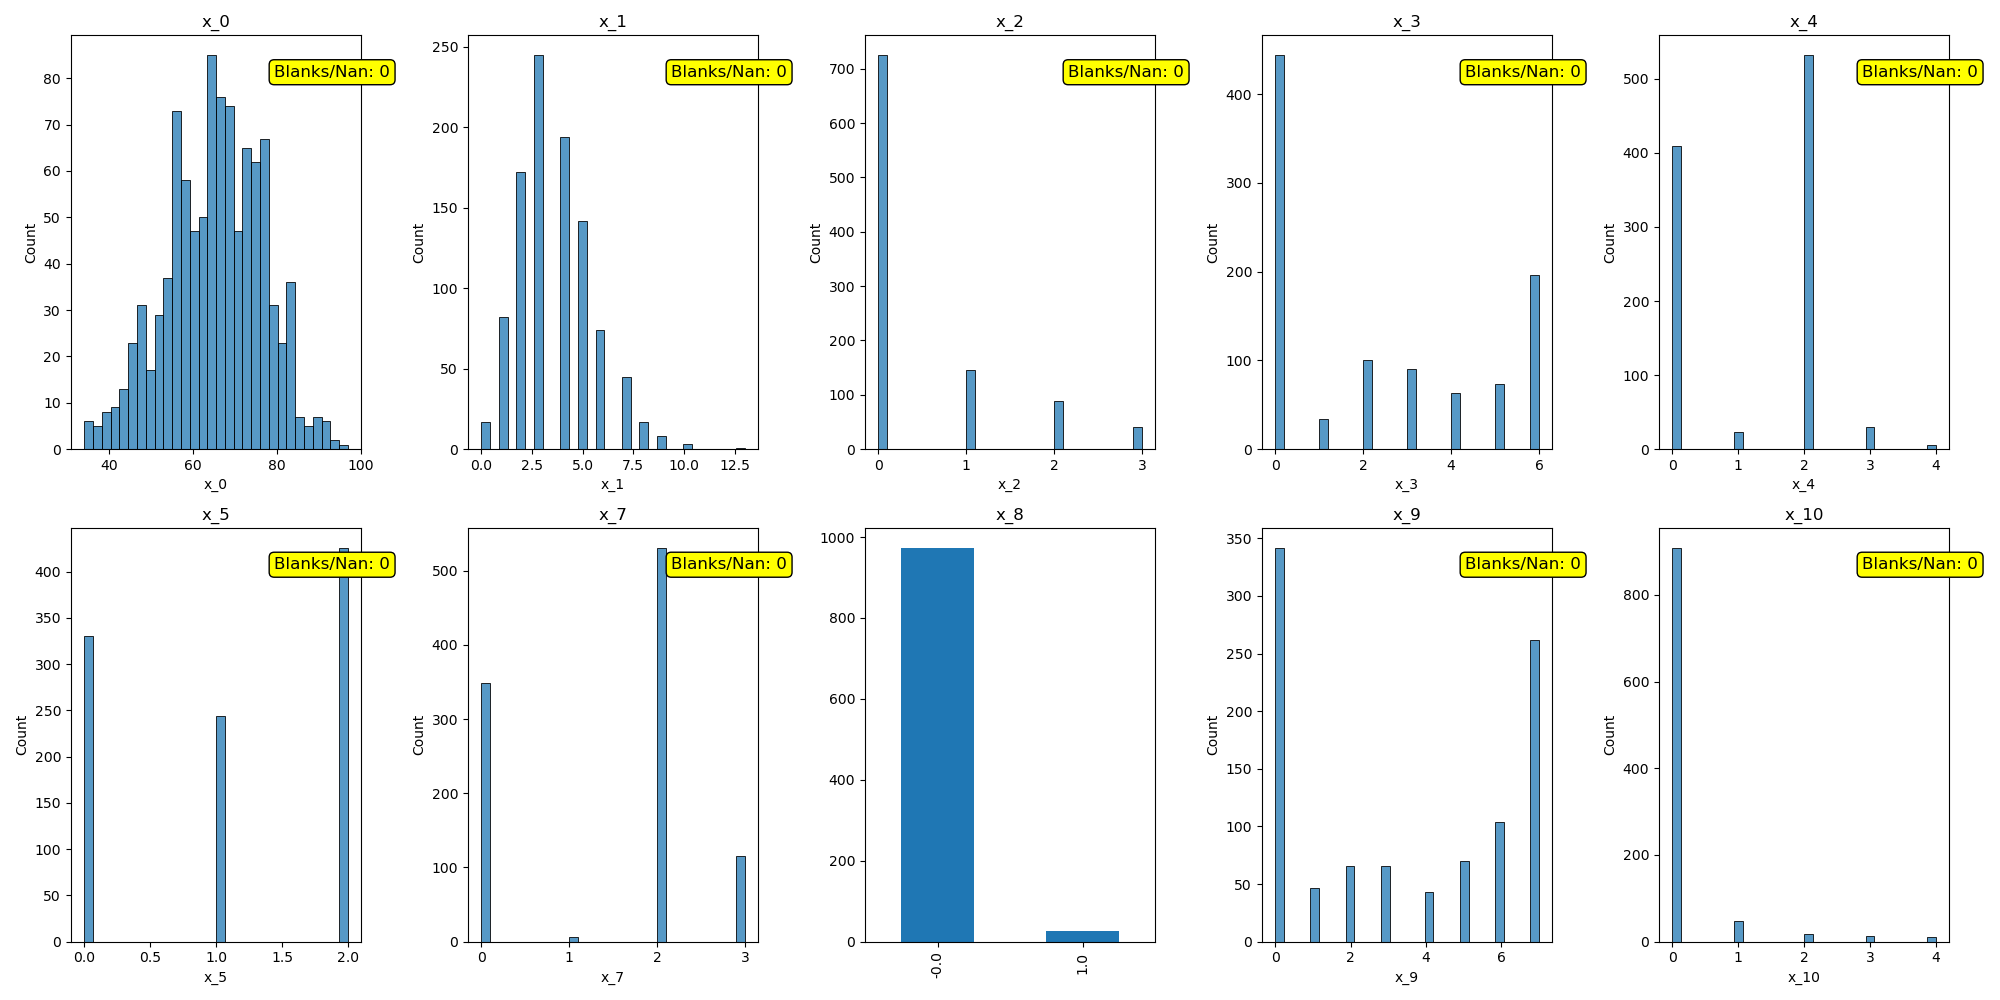 x_0
Blanks/Nan: 0
Count
80
70
60
50
40
30
20
10
0
40 60 80 100
x_0
x_1
Blanks/Nan: 0
Count
250
200
150
100
50
0
0.0 2.5 5.0 7.5 10.0 12.5
x_1
x_2
Blanks/Nan: 0
Count
700
600
500
400
300
200
100
0
0 1 2 3
x_2
x_3
Blanks/Nan: 0
Count
400
300
200
100
0
0 2 4 6
x_3
x_4
Blanks/Nan: 0
Count
500
400
300
200
100
0
0 1 2 3 4
x_4
x_5
Blanks/Nan: 0
Count
400
350
300
250
200
150
100
50
0
0.0 0.5 1.0 1.5 2.0
x_5
x_7
Blanks/Nan: 0
Count
500
400
300
200
100
0
0 1 2 3
x_7
x_8
1000
800
600
400
200
0
-0.0 1.0
x_9
Blanks/Nan: 0
Count
350
300
250
200
150
100
50
0
0 2 4 6
x_9
x_10
Blanks/Nan: 0
Count
800
600
400
200
0
0 1 2 3 4
x_10